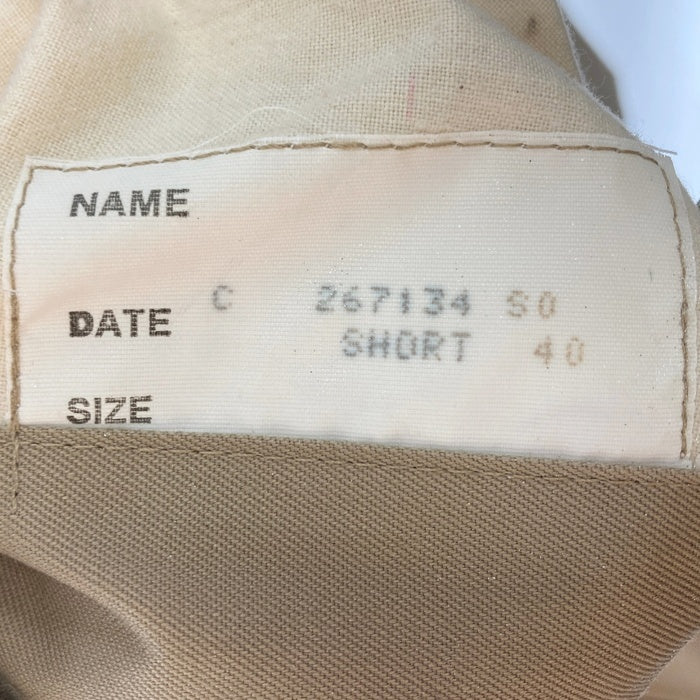 NAME
DATE C 267134 S0
SHORT 40
SIZE